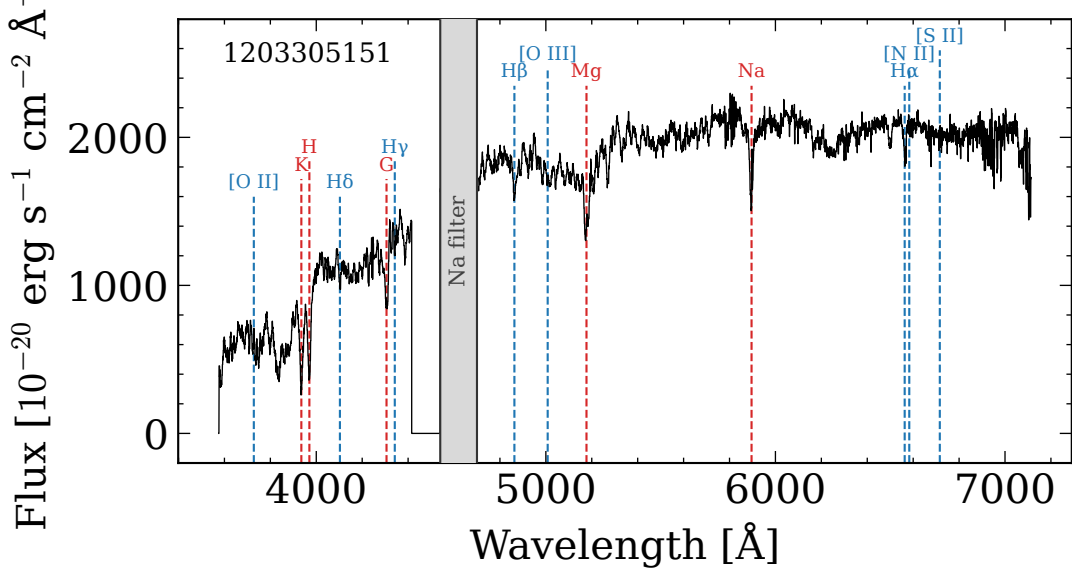 1203305151
[O II]
K
H
Hδ
G
Hγ
Na filter
Hβ
[O III]
Mg
Na
[N II]
Hα
[S II]
2000
1000
0
4000 5000 6000 7000
Wavelength [Å]
Flux [10⁻²⁰ erg s⁻¹ cm⁻² Å⁻